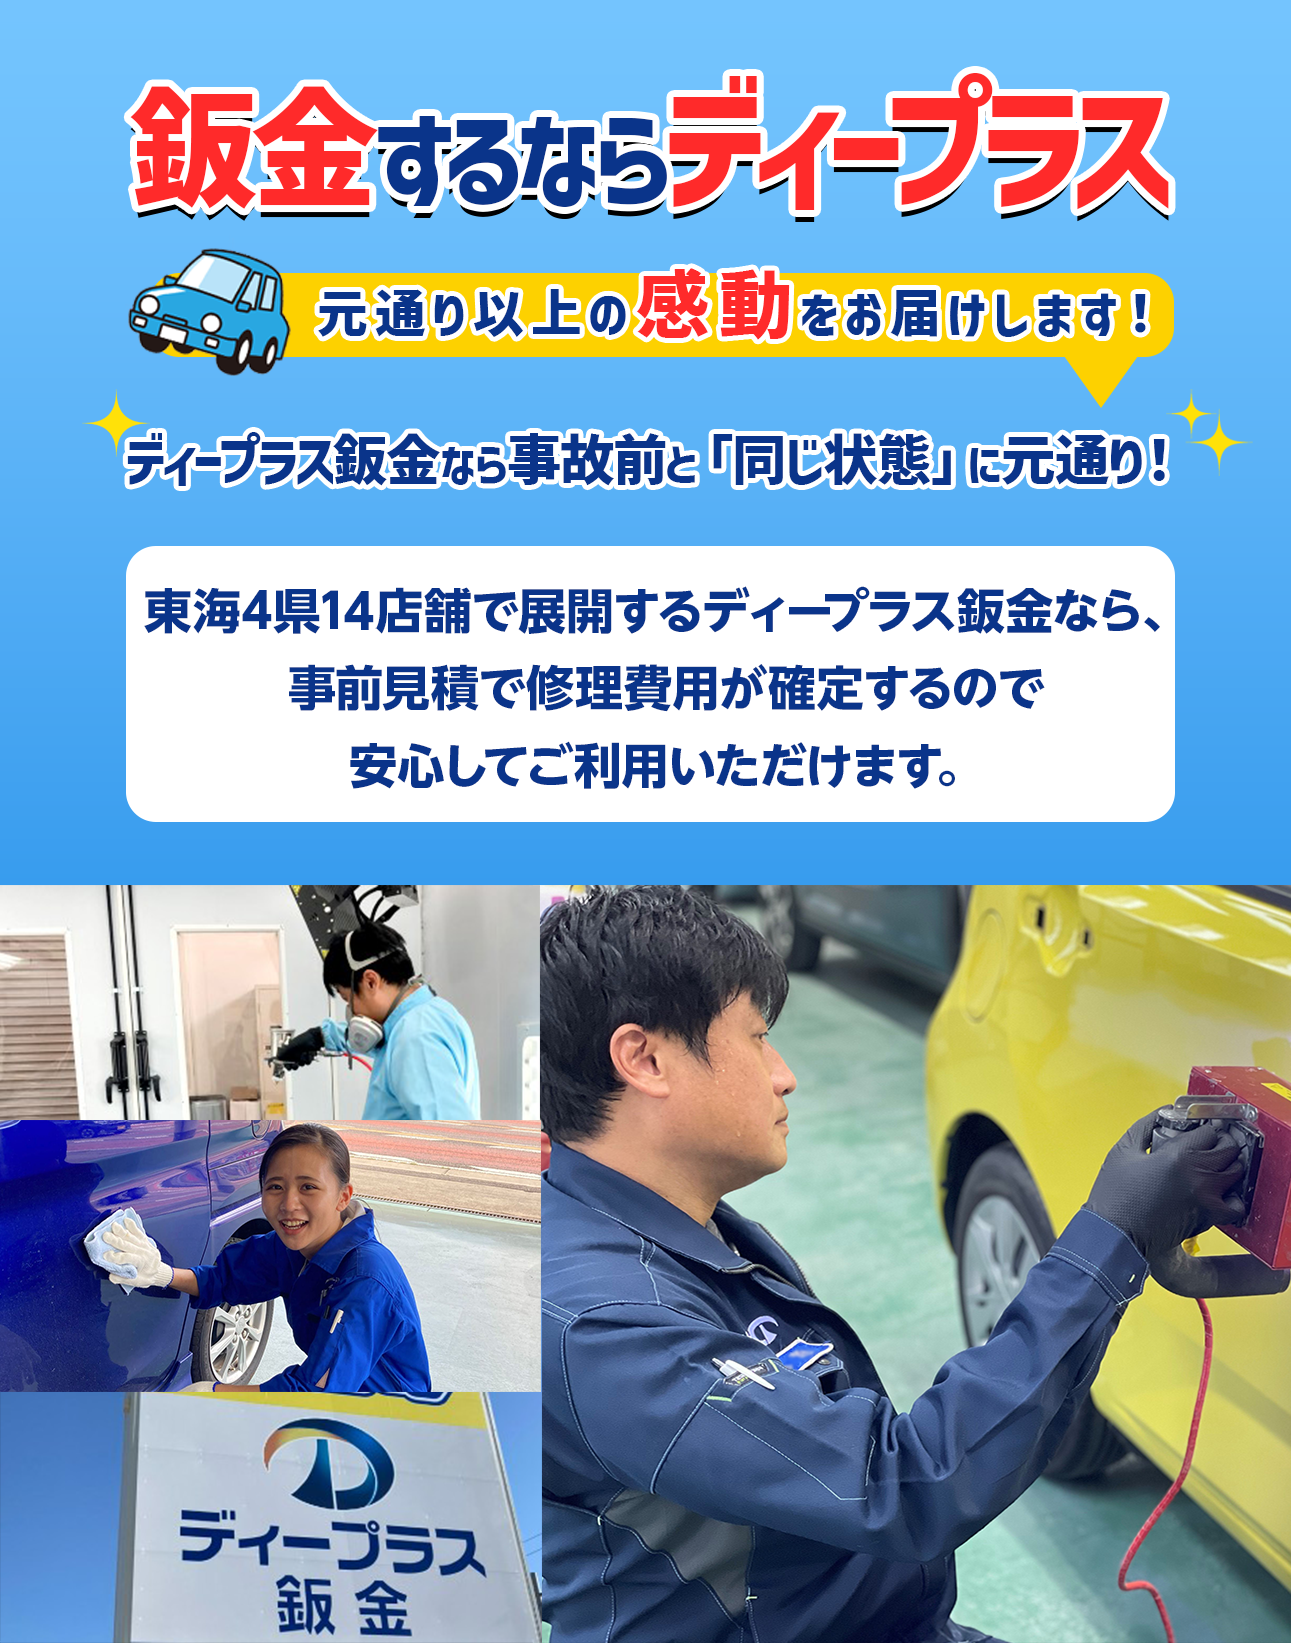 鈑金するならディープラス
元通り以上の感動をお届けします！
ディープラス鈑金なら事故前と「同じ状態」に元通り！
東海4県14店舗で展開するディープラス鈑金なら、
事前見積で修理費用が確定するので
安心してご利用いただけます。
ディープラス
鈑金